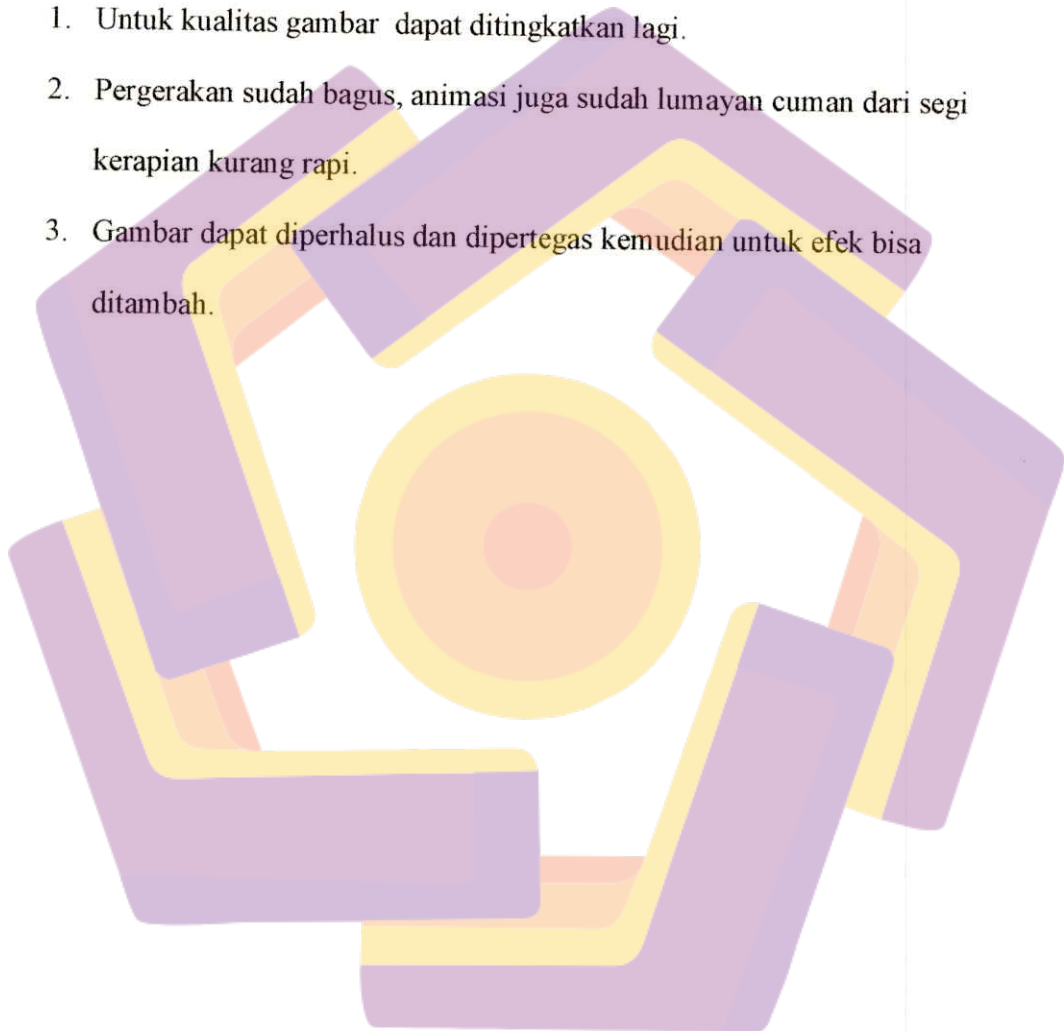 1. Untuk kualitas gambar dapat ditingkatkan lagi.
2. Pergerakan sudah bagus, animasi juga sudah lumayan cuman dari segi
kerapian kurang rapi.
3. Gambar dapat diperhalus dan dipertegas kemudian untuk efek bisa
ditambah.